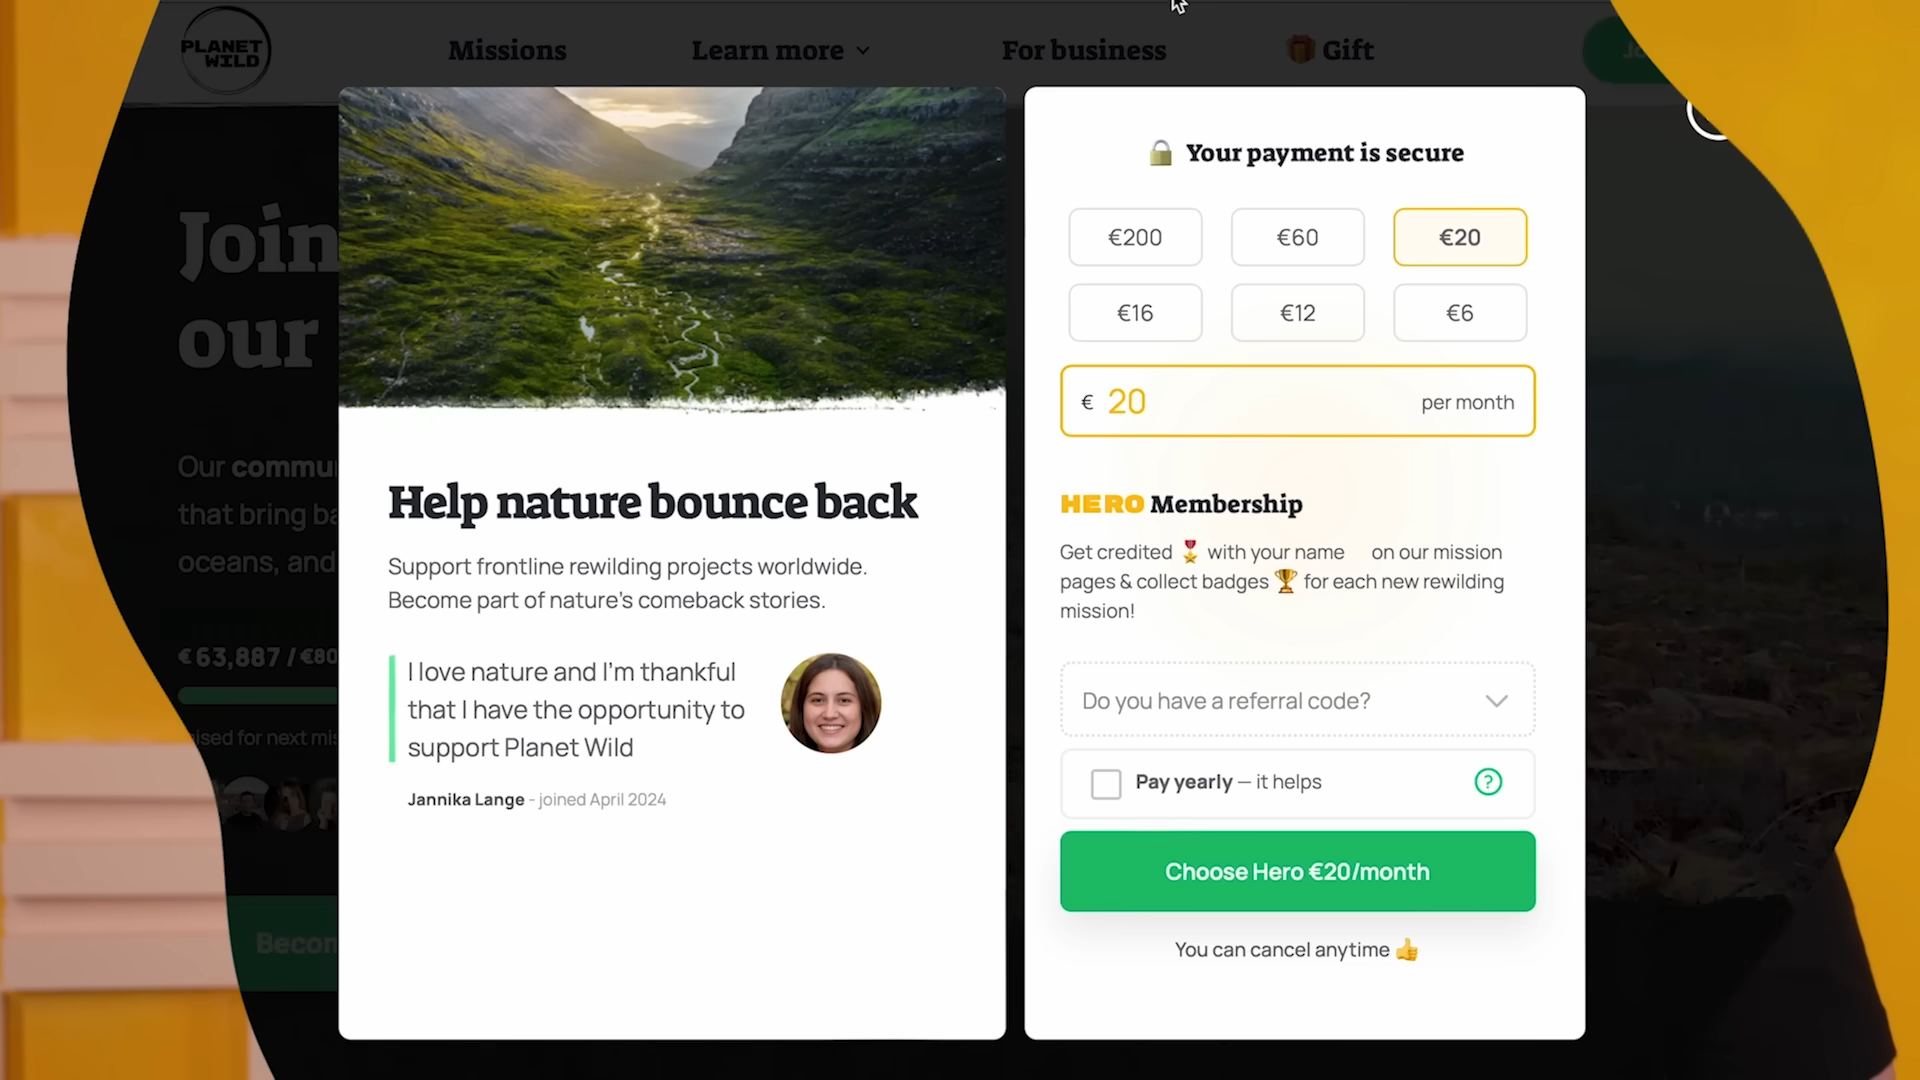 PLANET
WILD
Missions
Learn more
For business
Gift
Join
our
Our
that bring
oceans, and
€63,887 / €80
for next
Help nature bounce back
Support frontline rewilding projects worldwide.
Become part of nature's comeback stories.
I love nature and I'm thankful
that I have the opportunity to
support Planet Wild
Jannika Lange - joined April 2024
Your payment is secure
€200
€60
€20
€16
€12
€6
€ 20 per month
HERO Membership
Get credited 🎖️ with your name on our mission
pages & collect badges 🏆 for each new rewilding
mission!
Do you have a referral code?
Pay yearly – it helps
?
Choose Hero €20/month
You can cancel anytime 👍